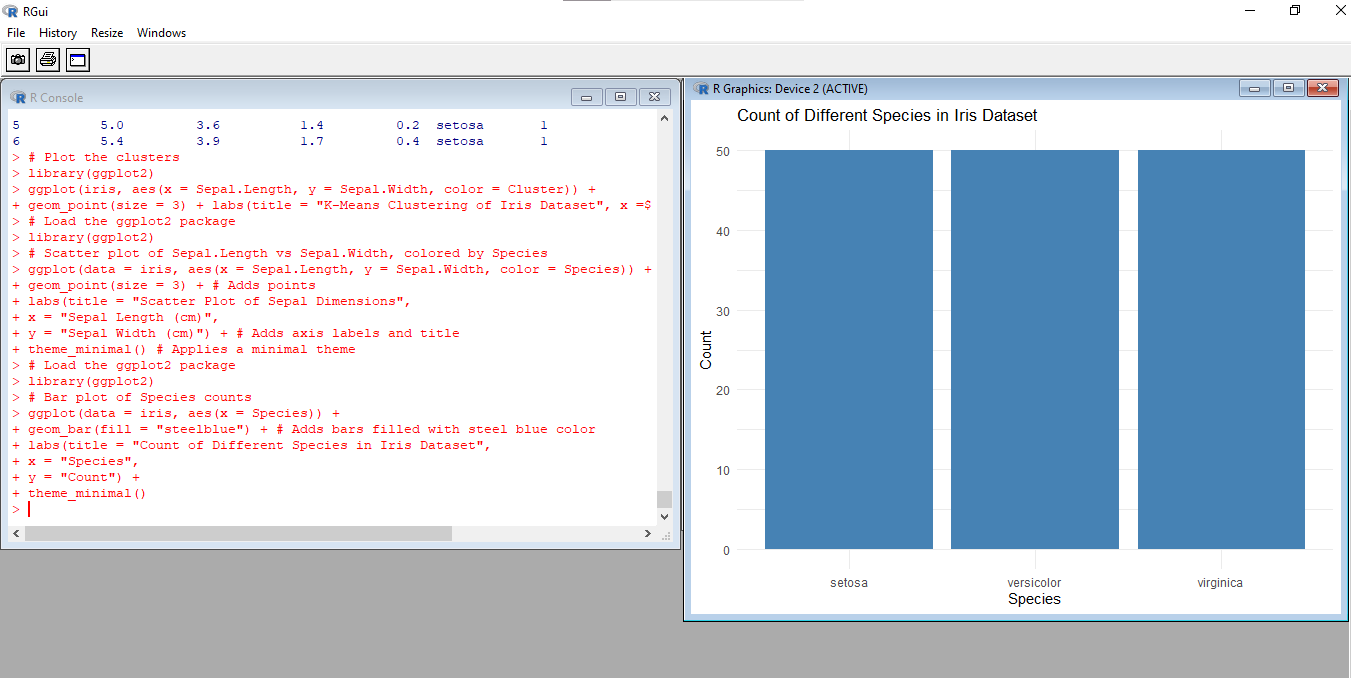 RGui
File History Resize Windows
R Console
5 5.0 3.6 1.4 0.2 setosa 1
6 5.4 3.9 1.7 0.4 setosa 1
> # Plot the clusters
> library(ggplot2)
> ggplot(iris, aes(x = Sepal.Length, y = Sepal.Width, color = Cluster)) +
+ geom_point(size = 3) + labs(title = "K-Means Clustering of Iris Dataset", x =$
> # Load the ggplot2 package
> library(ggplot2)
> # Scatter plot of Sepal.Length vs Sepal.Width, colored by Species
> ggplot(data = iris, aes(x = Sepal.Length, y = Sepal.Width, color = Species)) +
+ geom_point(size = 3) + # Adds points
+ labs(title = "Scatter Plot of Sepal Dimensions",
+ x = "Sepal Length (cm)",
+ y = "Sepal Width (cm)") + # Adds axis labels and title
+ theme_minimal() # Applies a minimal theme
> # Load the ggplot2 package
> library(ggplot2)
> # Bar plot of Species counts
> ggplot(data = iris, aes(x = Species)) +
+ geom_bar(fill = "steelblue") + # Adds bars filled with steel blue color
+ labs(title = "Count of Different Species in Iris Dataset",
+ x = "Species",
+ y = "Count") +
+ theme_minimal()
>
R Graphics: Device 2 (ACTIVE)
Count of Different Species in Iris Dataset
50
40
30
20
10
0
Count
setosa versicolor virginica
Species